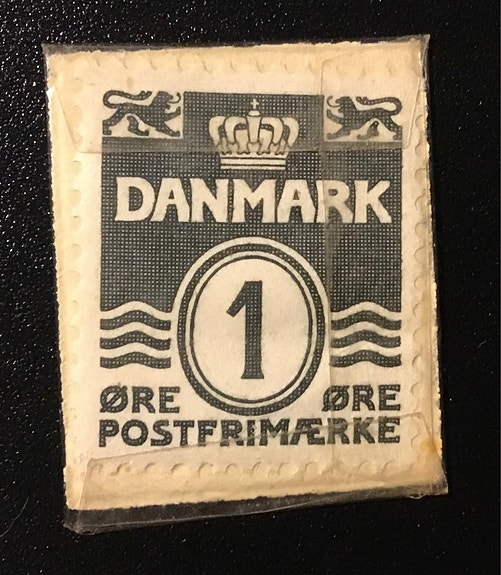 DANMARK
1
ØRE ØRE
POSTFRIMÆRKE